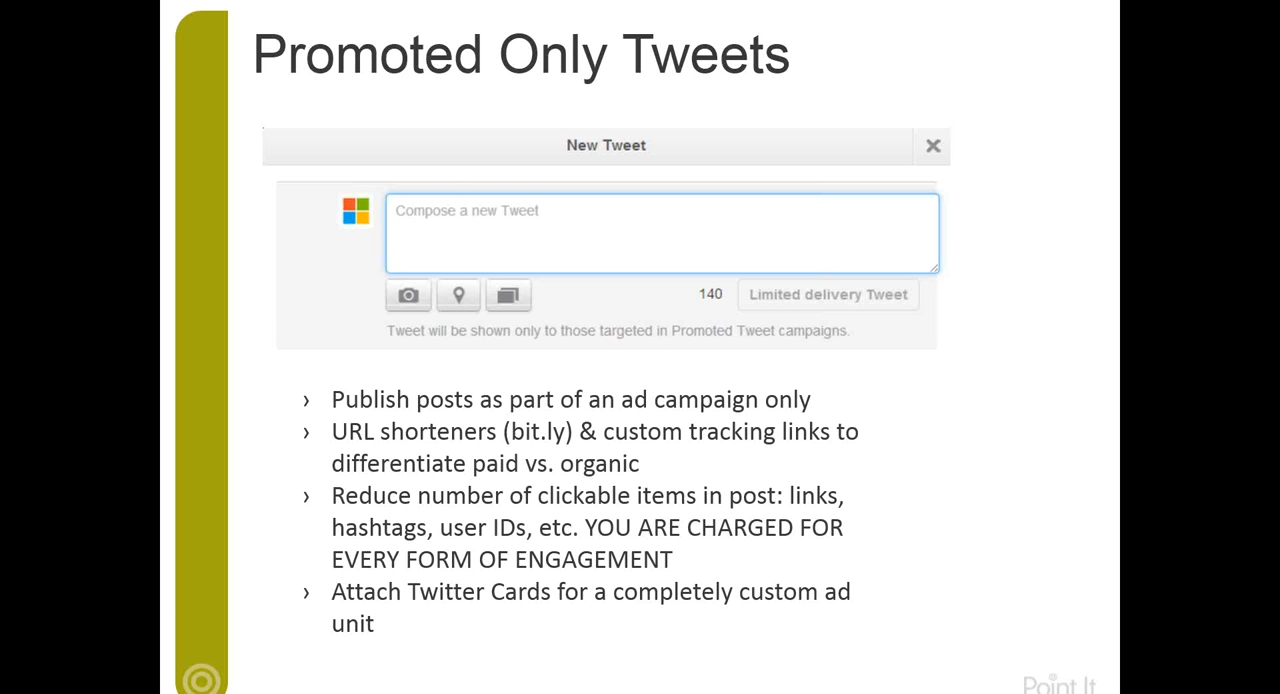 Promoted Only Tweets
New Tweet
Compose a new Tweet
140
Limited delivery Tweet
Tweet will be shown only to those targeted in Promoted Tweet campaigns.
› Publish posts as part of an ad campaign only
› URL shorteners (bit.ly) & custom tracking links to
differentiate paid vs. organic
› Reduce number of clickable items in post: links,
hashtags, user IDs, etc. YOU ARE CHARGED FOR
EVERY FORM OF ENGAGEMENT
› Attach Twitter Cards for a completely custom ad
unit
Point It